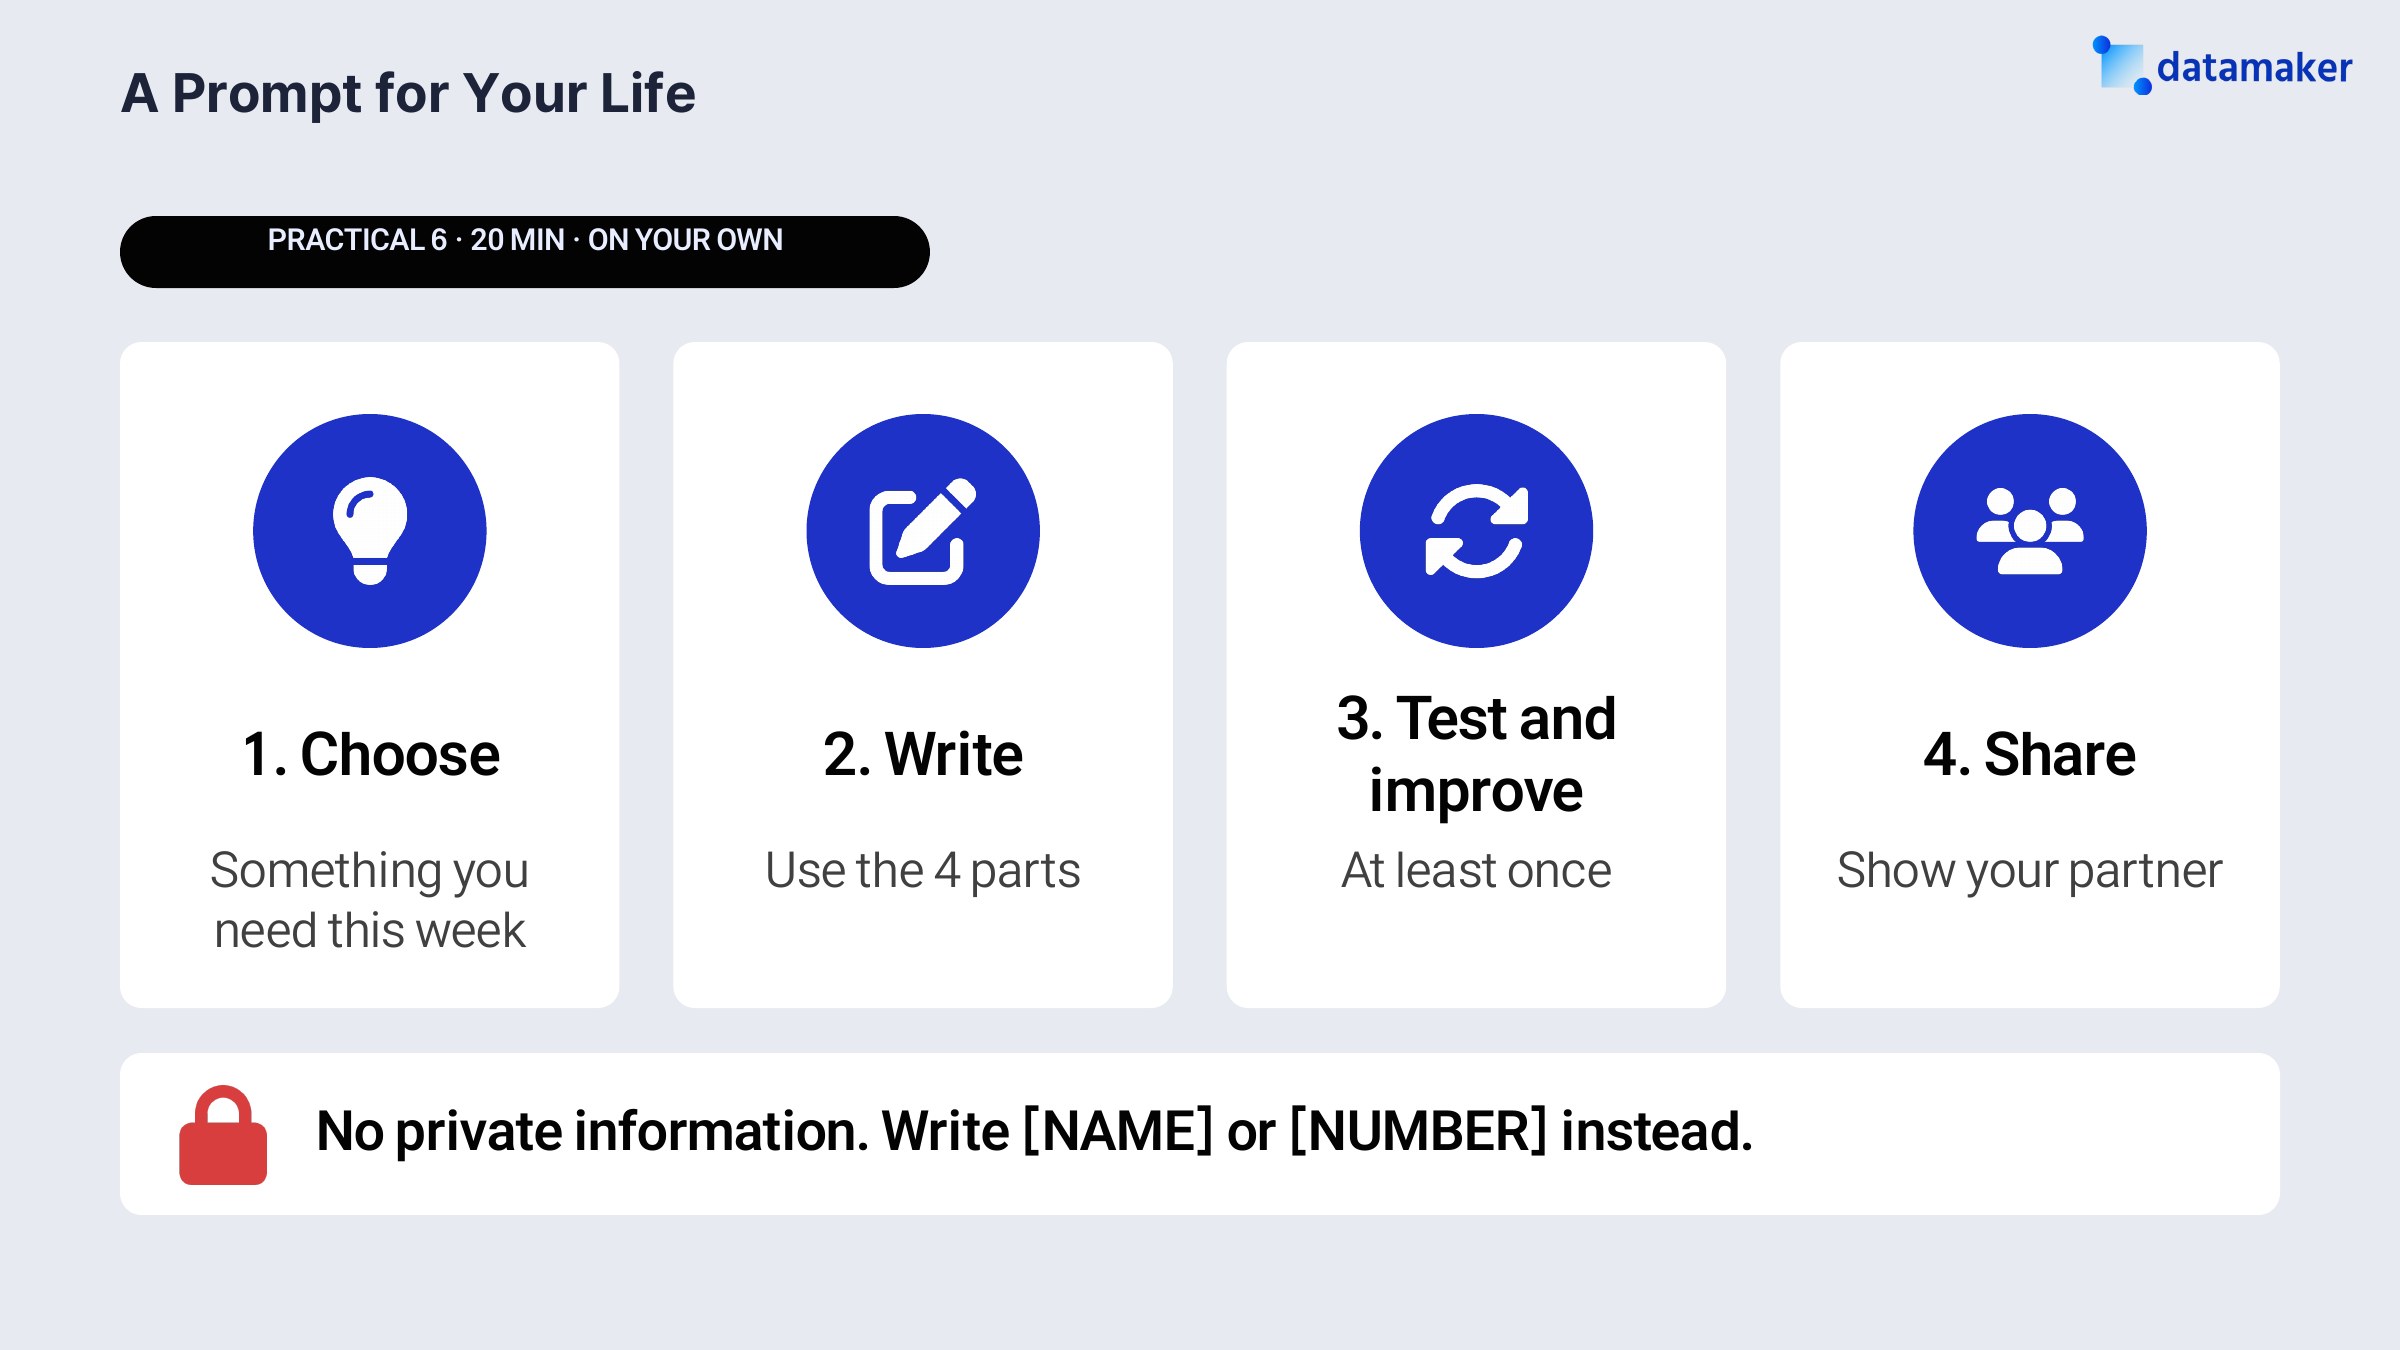 A Prompt for Your Life
datamaker
PRACTICAL 6 · 20 MIN · ON YOUR OWN
1. Choose
Something you
need this week
2. Write
Use the 4 parts
3. Test and
improve
At least once
4. Share
Show your partner
No private information. Write [NAME] or [NUMBER] instead.